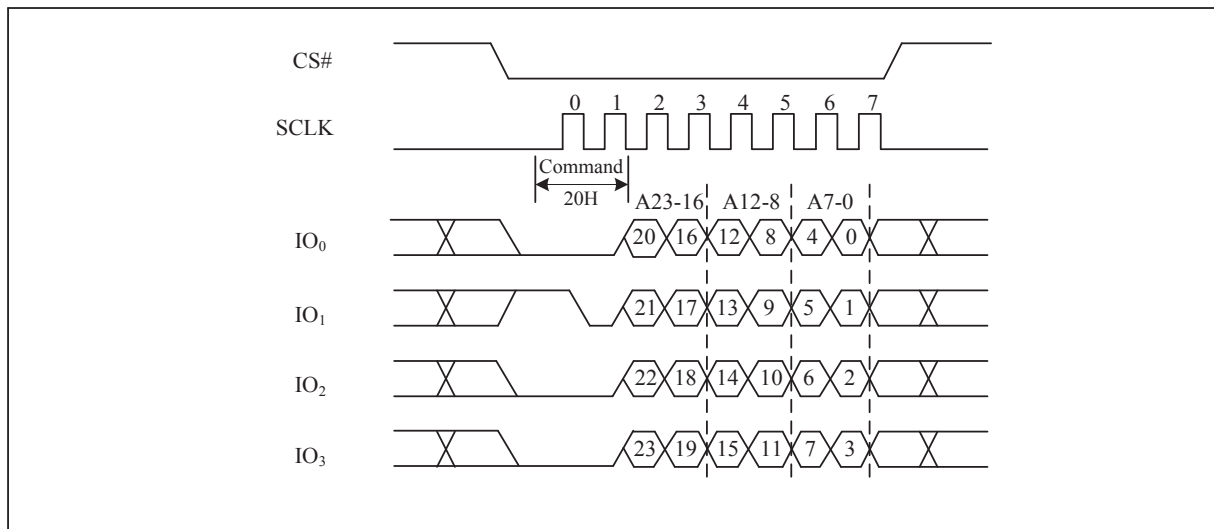 CS#
0 1 2 3 4 5 6 7
SCLK
Command
20H
A23-16 A12-8 A7-0
IO0 20 16 12 8 4 0
IO1 21 17 13 9 5 1
IO2 22 18 14 10 6 2
IO3 23 19 15 11 7 3